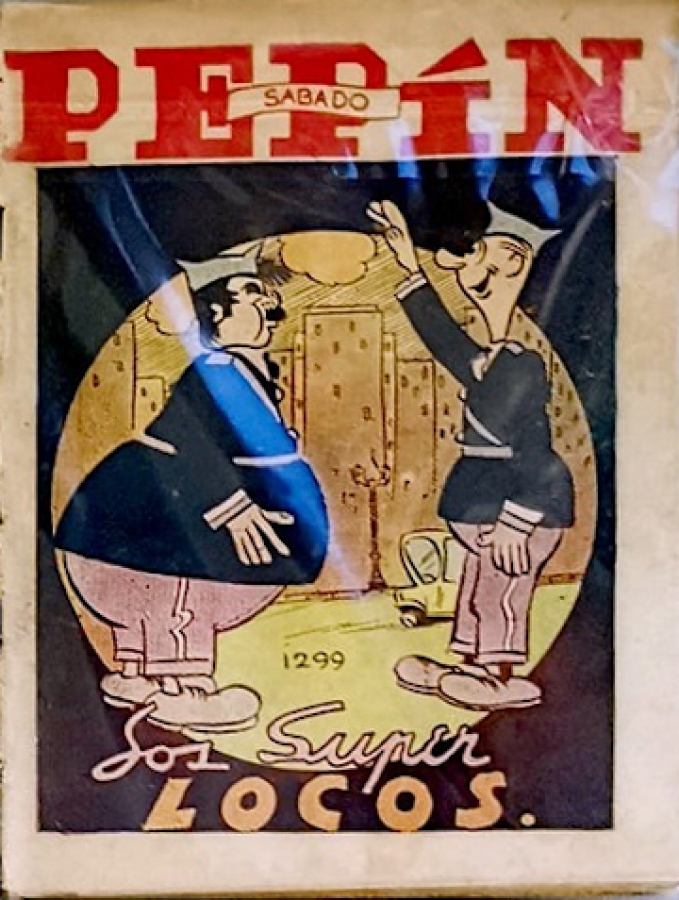 PEPÍN
SABADO
1299
Los Super
LOCOS.